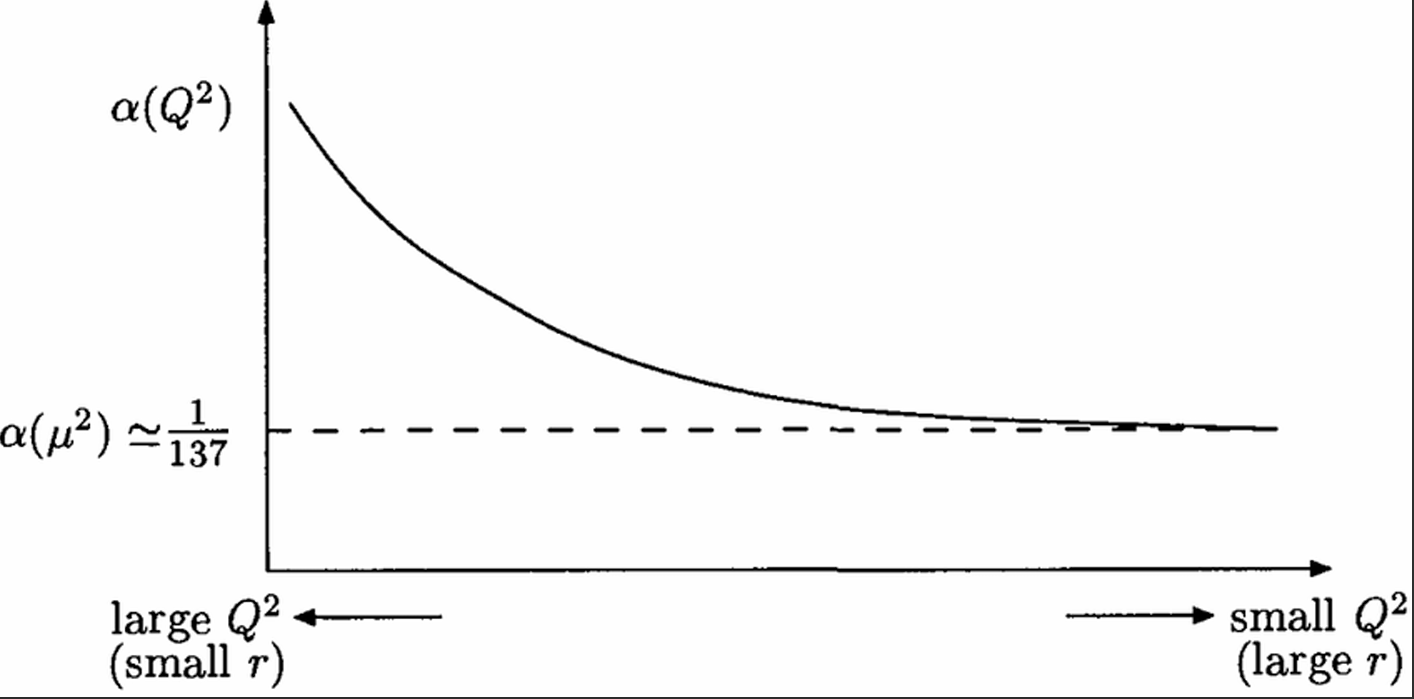 α(Q²)
α(μ²) ≃ 1/137
large Q²
(small r)
small Q²
(large r)